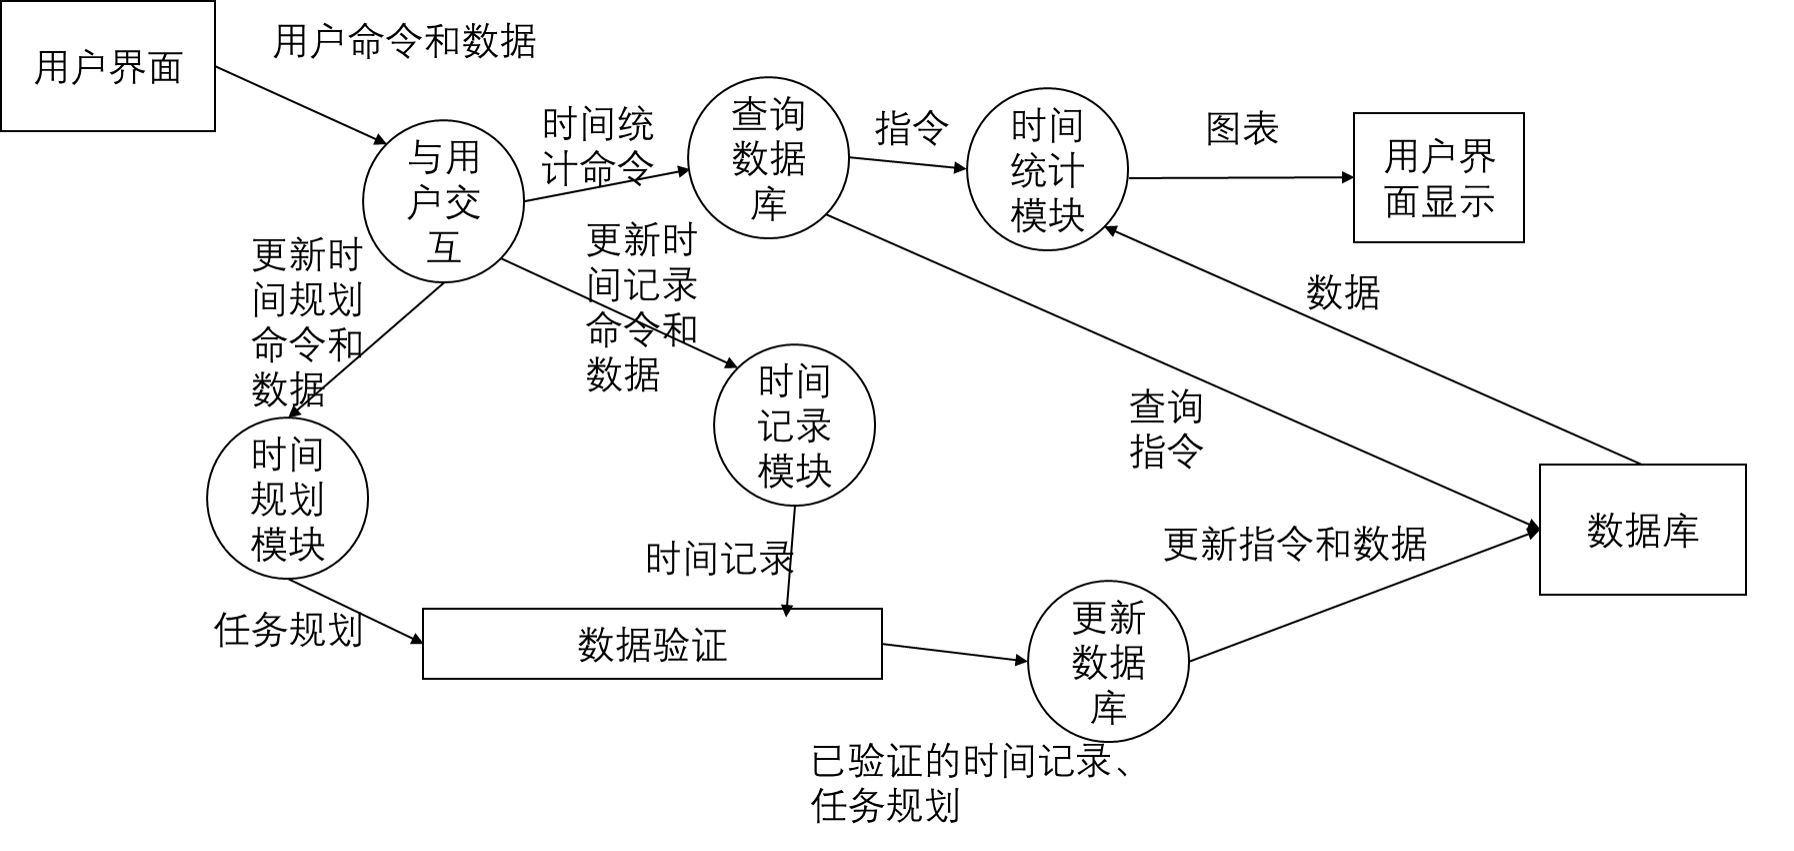 用户界面
用户命令和数据
与用
户交
互
时间统
计命令
查询
数据
库
指令
时间
统计
模块
图表
用户界
面显示
更新时
间规划
命令和
数据
更新时
间记录
命令和
数据
数据
时间
规划
模块
时间
记录
模块
查询
指令
数据库
任务规划
时间记录
数据验证
更新指令和数据
更新
数据
库
已验证的时间记录、
任务规划